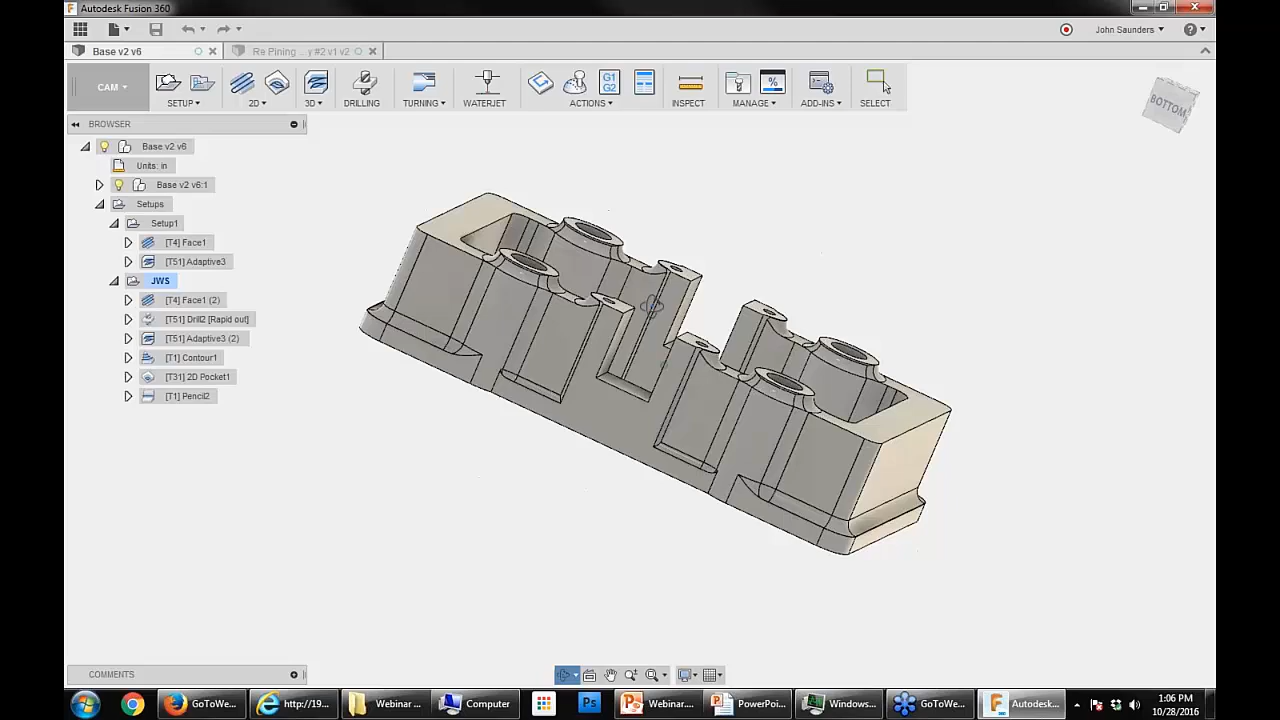 Autodesk Fusion 360
John Saunders
Base v2 v6
Re Pining ... y #2 v1 v2
CAM
SETUP
2D
3D
DRILLING
TURNING
WATERJET
G1
G2
ACTIONS
INSPECT
%
MANAGE
ADD-INS
SELECT
BOTTOM
BROWSER
Base v2 v6
Units: in
Base v2 v6:1
Setups
Setup1
[T4] Face1
[T51] Adaptive3
JWS
[T4] Face1 (2)
[T51] Drill2 [Rapid out]
[T51] Adaptive3 (2)
[T1] Contour1
[T31] 2D Pocket1
[T1] Pencil2
COMMENTS
GoToWe...
http://19...
Webinar ...
Computer
Ps
Webinar....
PowerPoi...
Windows...
GoToWe...
Autodesk...
1:06 PM
10/28/2016